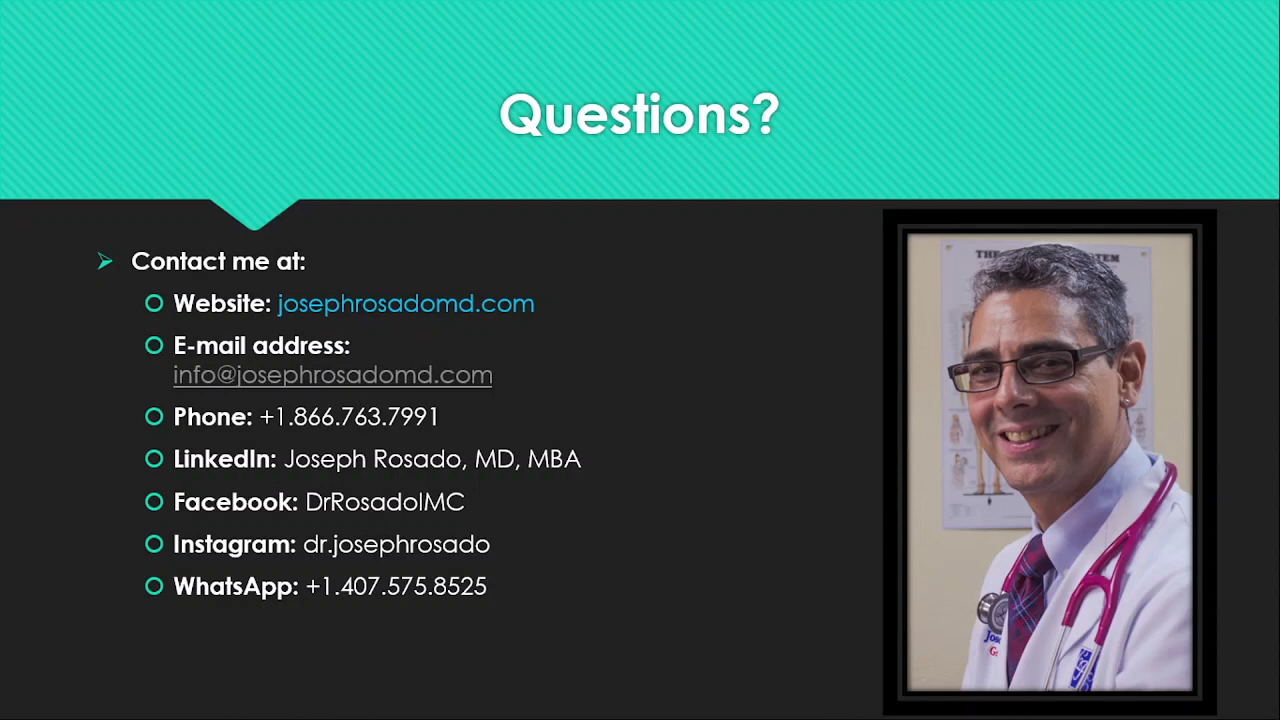 Questions?
Contact me at:
Website: josephrosadomd.com
E-mail address:
info@josephrosadomd.com
Phone: +1.866.763.7991
LinkedIn: Joseph Rosado, MD, MBA
Facebook: DrRosadoIMC
Instagram: dr.josephrosado
WhatsApp: +1.407.575.8525